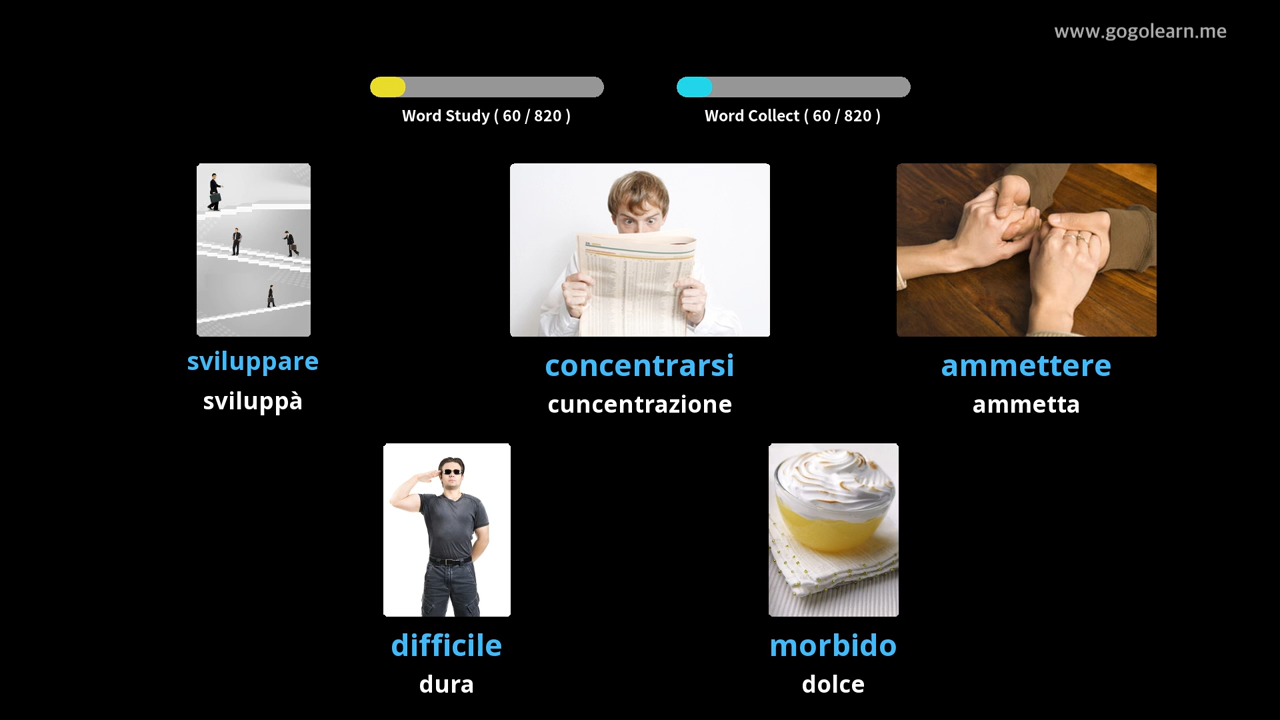 www.gogolearn.me
Word Study ( 60 / 820 )
Word Collect ( 60 / 820 )
sviluppare
sviluppà
concentrarsi
cuncentrazione
ammettere
ammetta
difficile
dura
morbido
dolce